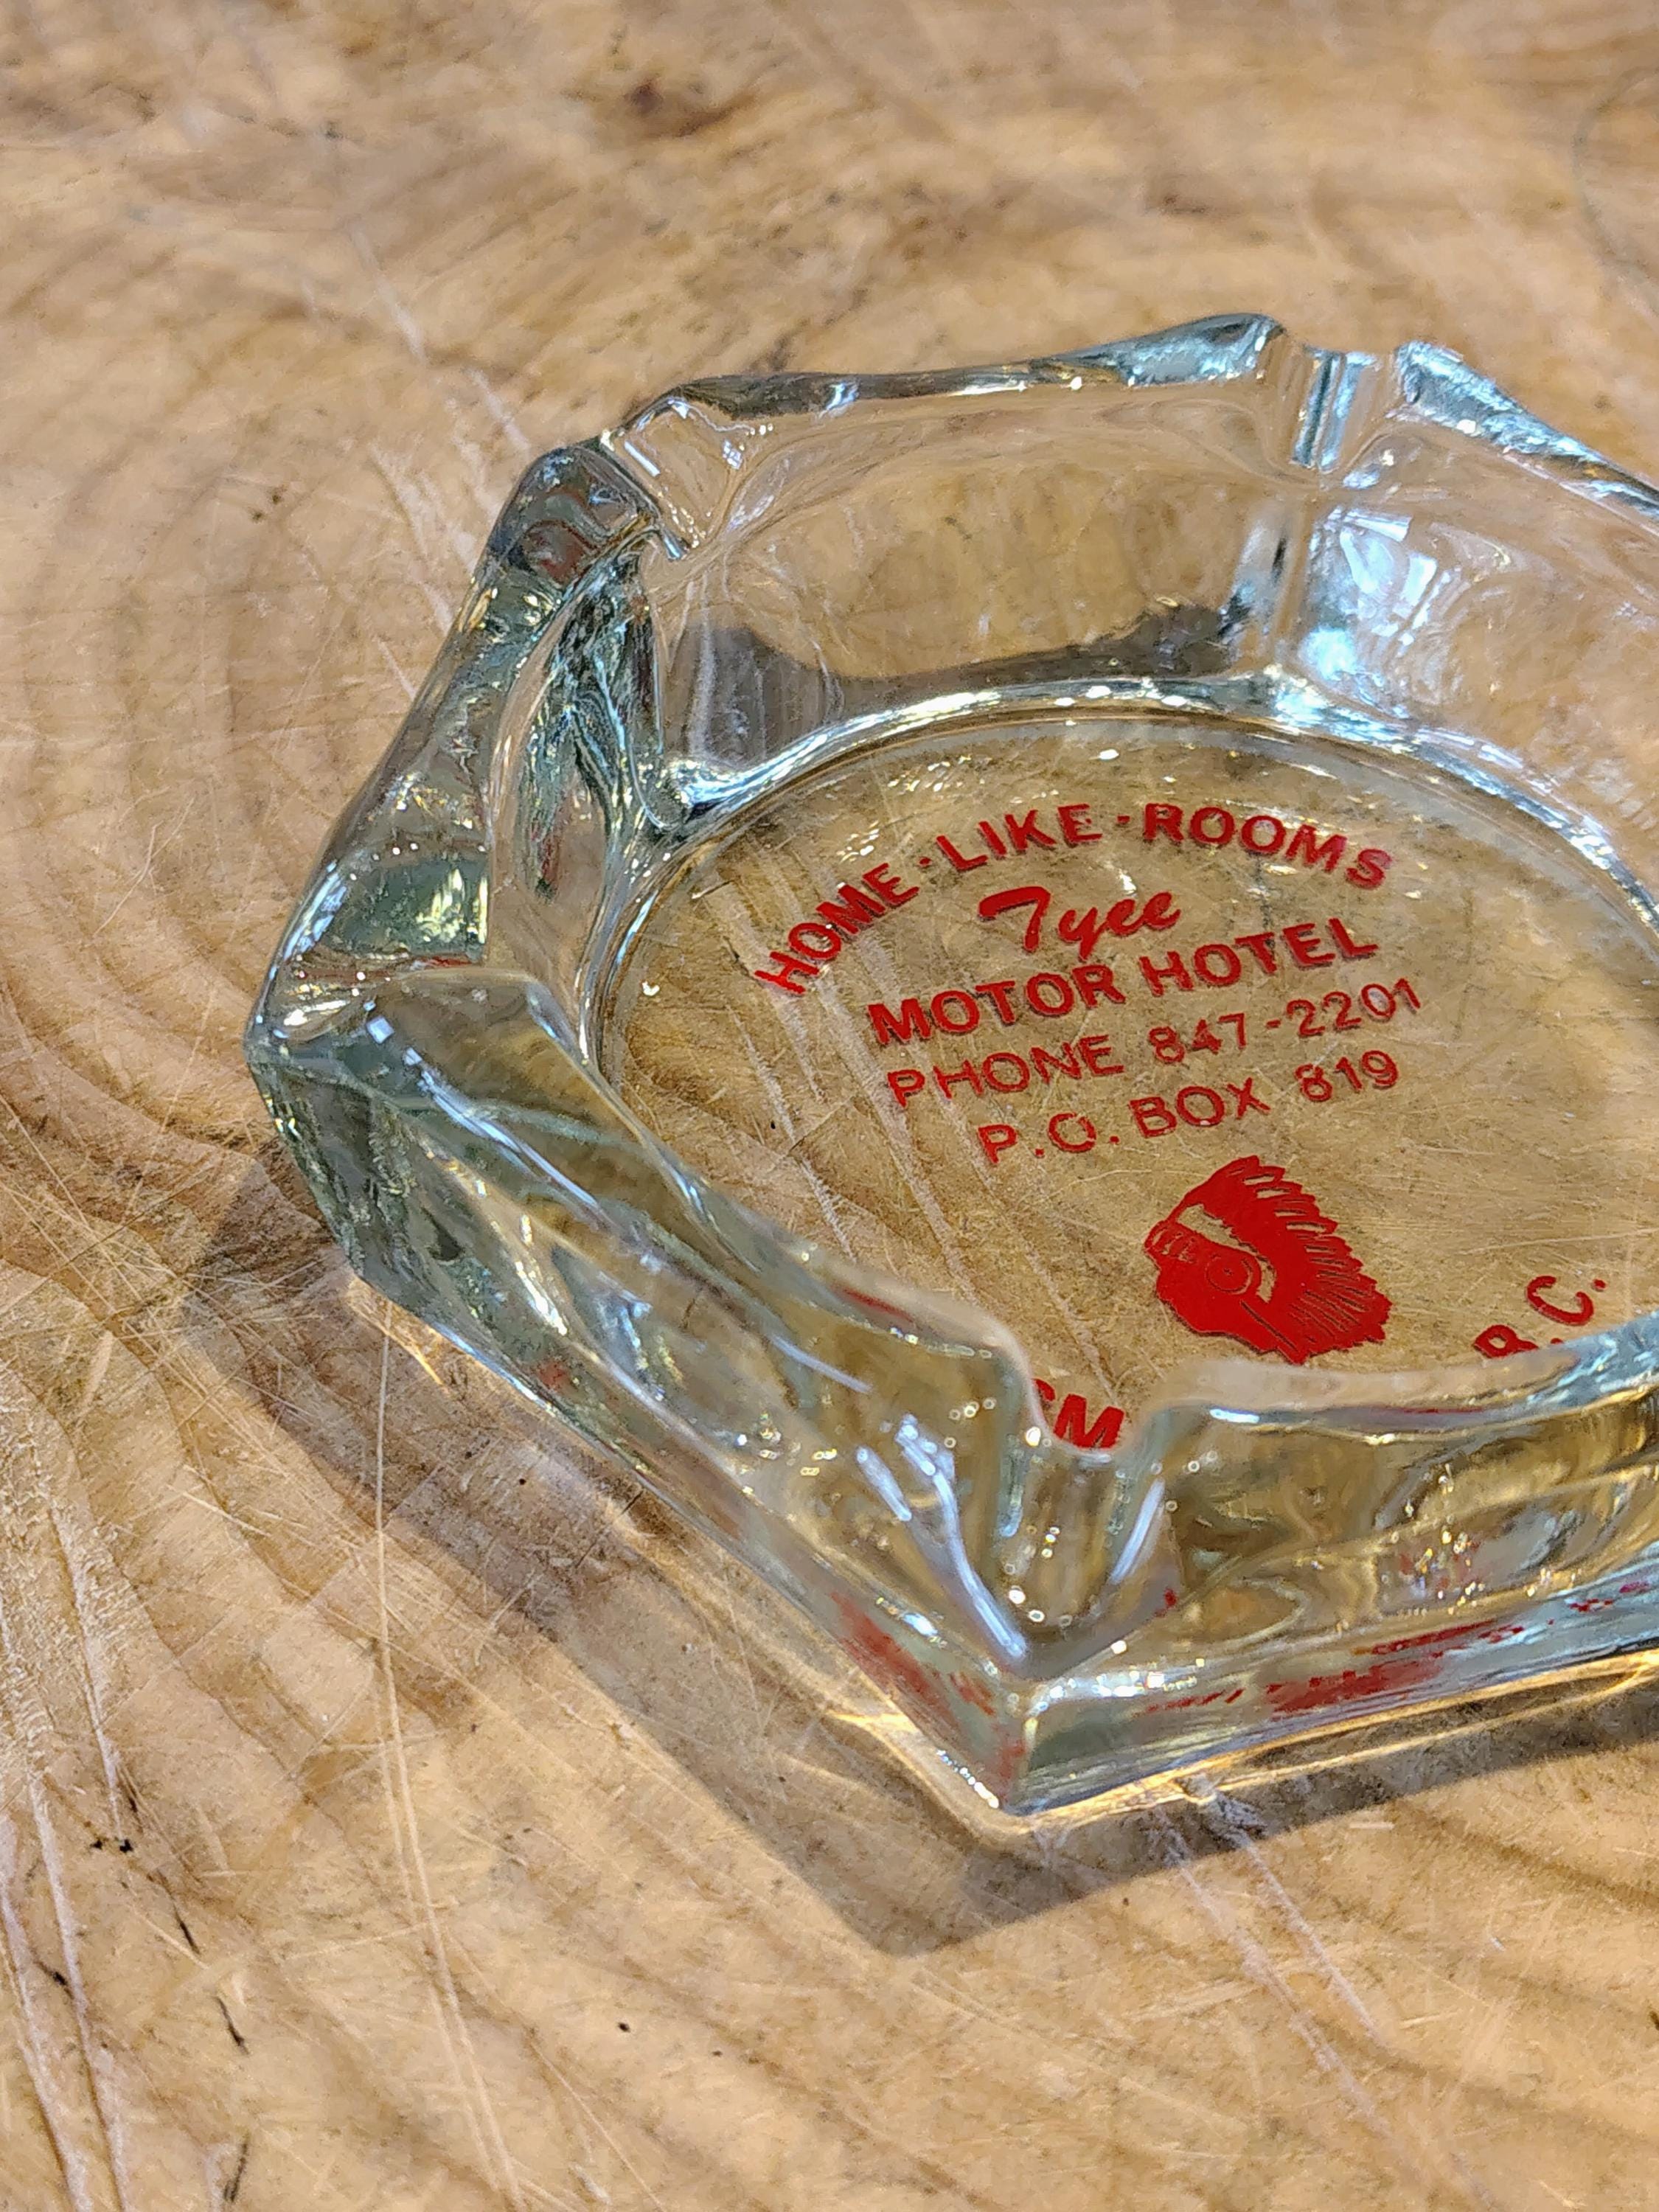 HOME·LIKE·ROOMS
Tyee
MOTOR HOTEL
PHONE 847-2201
P.O. BOX 819
B.C.